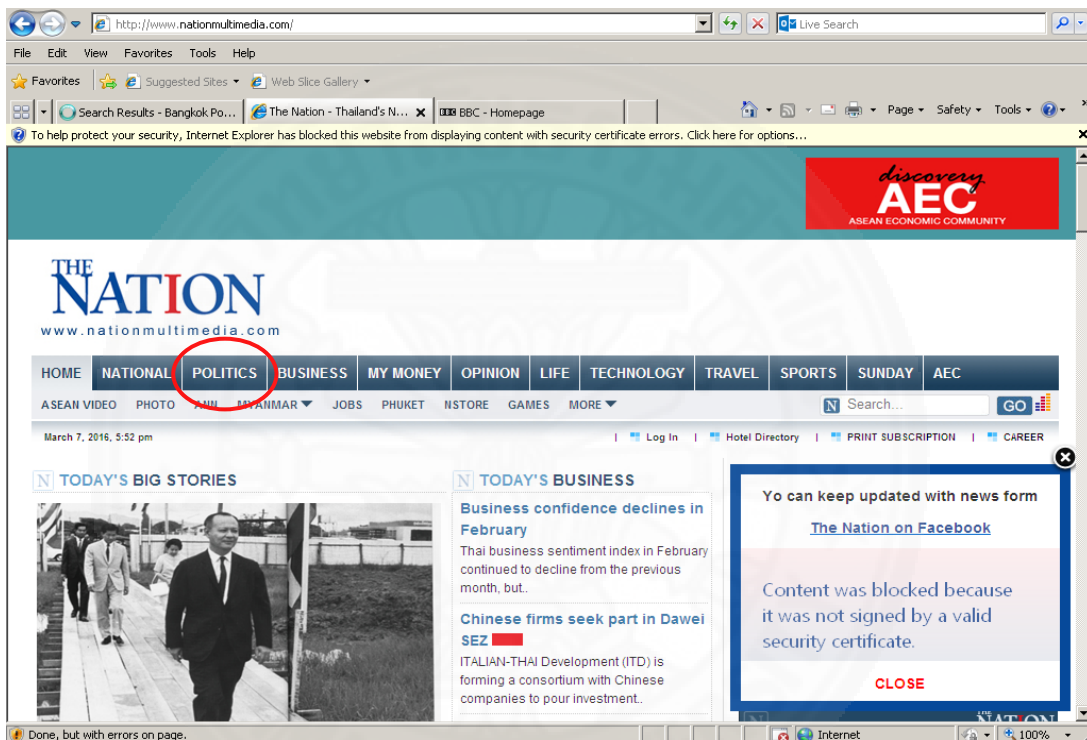 http://www.nationmultimedia.com/
Live Search
File Edit View Favorites Tools Help
Favorites Suggested Sites Web Slice Gallery
Search Results - Bangkok Po... The Nation - Thailand's N... BBC - Homepage Page Safety Tools
To help protect your security, Internet Explorer has blocked this website from displaying content with security certificate errors. Click here for options...
discovery
AEC
ASEAN ECONOMIC COMMUNITY
THE
NATION
www.nationmultimedia.com
HOME NATIONAL POLITICS BUSINESS MY MONEY OPINION LIFE TECHNOLOGY TRAVEL SPORTS SUNDAY AEC
ASEAN VIDEO PHOTO ANN MYANMAR JOBS PHUKET NSTORE GAMES MORE N Search... GO
March 7, 2016, 5:52 pm | Log In | Hotel Directory | PRINT SUBSCRIPTION | CAREER
N TODAY'S BIG STORIES
N TODAY'S BUSINESS
Business confidence declines in
February
Thai business sentiment index in February
continued to decline from the previous
month, but..
Chinese firms seek part in Dawei
SEZ
ITALIAN-THAI Development (ITD) is
forming a consortium with Chinese
companies to pour investment..
Yo can keep updated with news form
The Nation on Facebook
Content was blocked because
it was not signed by a valid
security certificate.
CLOSE
N NATION
Done, but with errors on page. Internet 100%